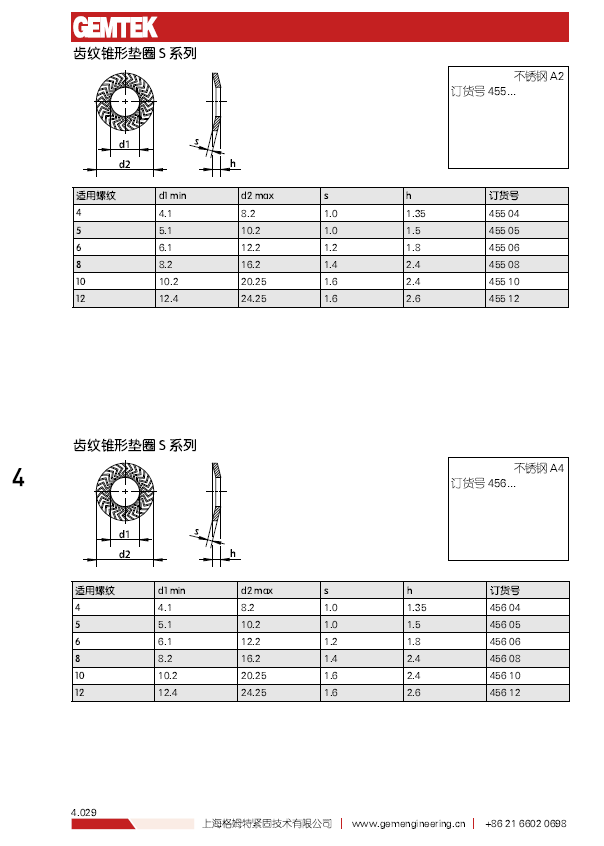 GEMTEK
齿纹锥形垫圈 S 系列
不锈钢 A2
订货号 455...
s
d1
d2
h
适用螺纹 d1 min d2 max s h 订货号
4 4.1 8.2 1.0 1.35 455 04
5 5.1 10.2 1.0 1.5 455 05
6 6.1 12.2 1.2 1.8 455 06
8 8.2 16.2 1.4 2.4 455 08
10 10.2 20.25 1.6 2.4 455 10
12 12.4 24.25 1.6 2.6 455 12
齿纹锥形垫圈 S 系列
4
不锈钢 A4
订货号 456...
s
d1
d2
h
适用螺纹 d1 min d2 max s h 订货号
4 4.1 8.2 1.0 1.35 456 04
5 5.1 10.2 1.0 1.5 456 05
6 6.1 12.2 1.2 1.8 456 06
8 8.2 16.2 1.4 2.4 456 08
10 10.2 20.25 1.6 2.4 456 10
12 12.4 24.25 1.6 2.6 456 12
4.029
上海格姆特紧固技术有限公司 | www.gemengineering.cn | +86 21 6602 0698